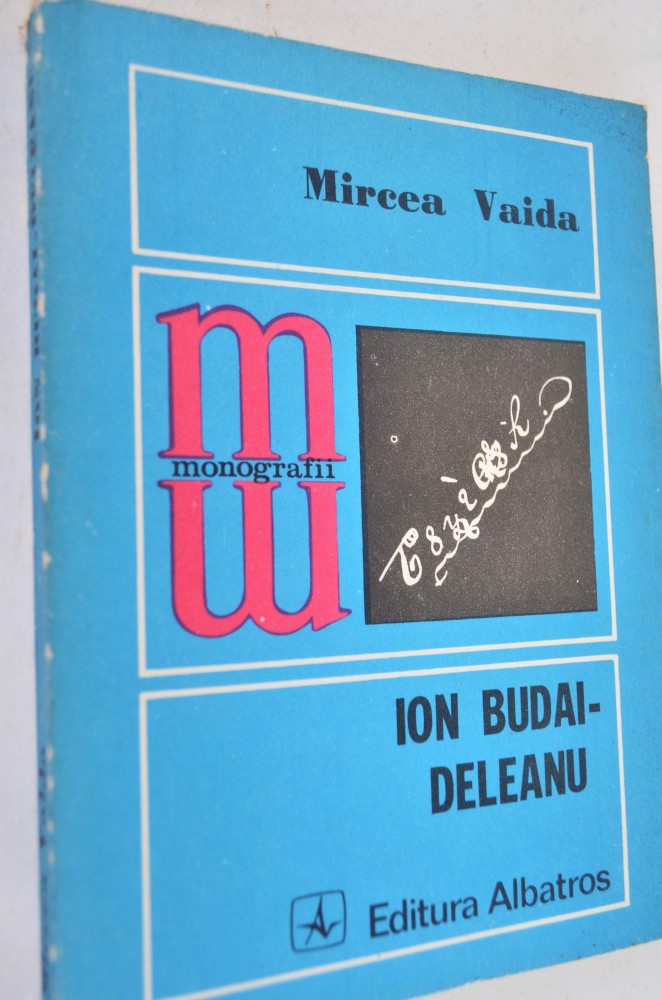 Mircea Vaida
monografii
ION BUDAI-
DELEANU
Editura Albatros